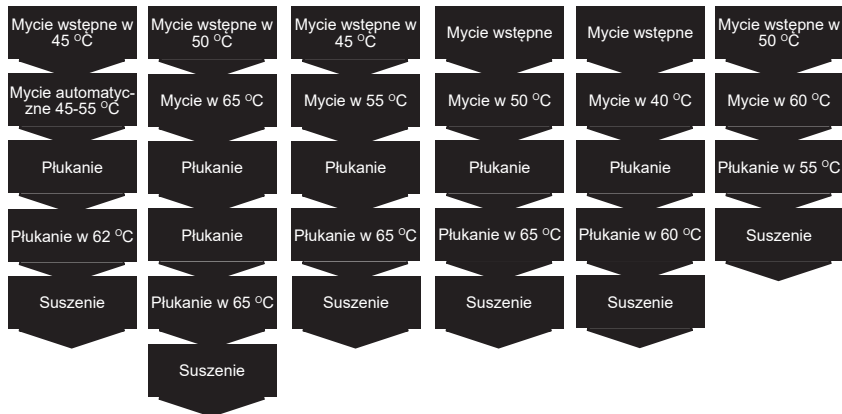 Mycie wstępne w
45 °C
Mycie automatyc-
zne 45-55 °C
Płukanie
Płukanie w 62 °C
Suszenie
Mycie wstępne w
50 °C
Mycie w 65 °C
Płukanie
Płukanie
Płukanie w 65 °C
Suszenie
Mycie wstępne w
45 °C
Mycie w 55 °C
Płukanie
Płukanie w 65 °C
Suszenie
Mycie wstępne
Mycie w 50 °C
Płukanie
Płukanie w 65 °C
Suszenie
Mycie wstępne
Mycie w 40 °C
Płukanie
Płukanie w 60 °C
Suszenie
Mycie wstępne w
50 °C
Mycie w 60 °C
Płukanie w 55 °C
Suszenie